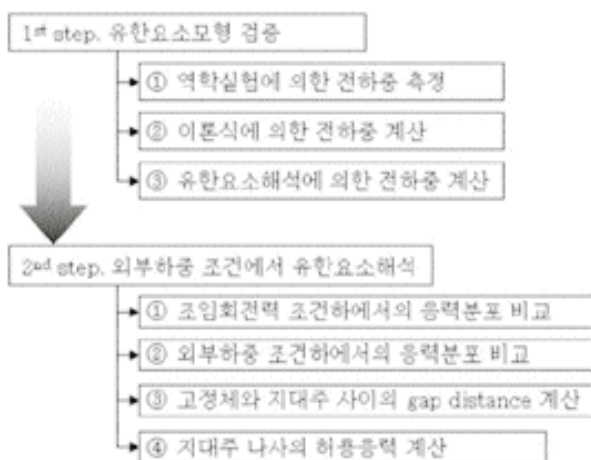 1st step. 유한요소모형 검증
① 역학실험에 의한 전하중 측정
② 이론식에 의한 전하중 계산
③ 유한요소해석에 의한 전하중 계산
2nd step. 외부하중 조건에서 유한요소해석
① 조임회전력 조건하에서의 응력분포 비교
② 외부하중 조건하에서의 응력분포 비교
③ 고정체와 지대주 사이의 gap distance 계산
④ 지대주 나사의 허용응력 계산